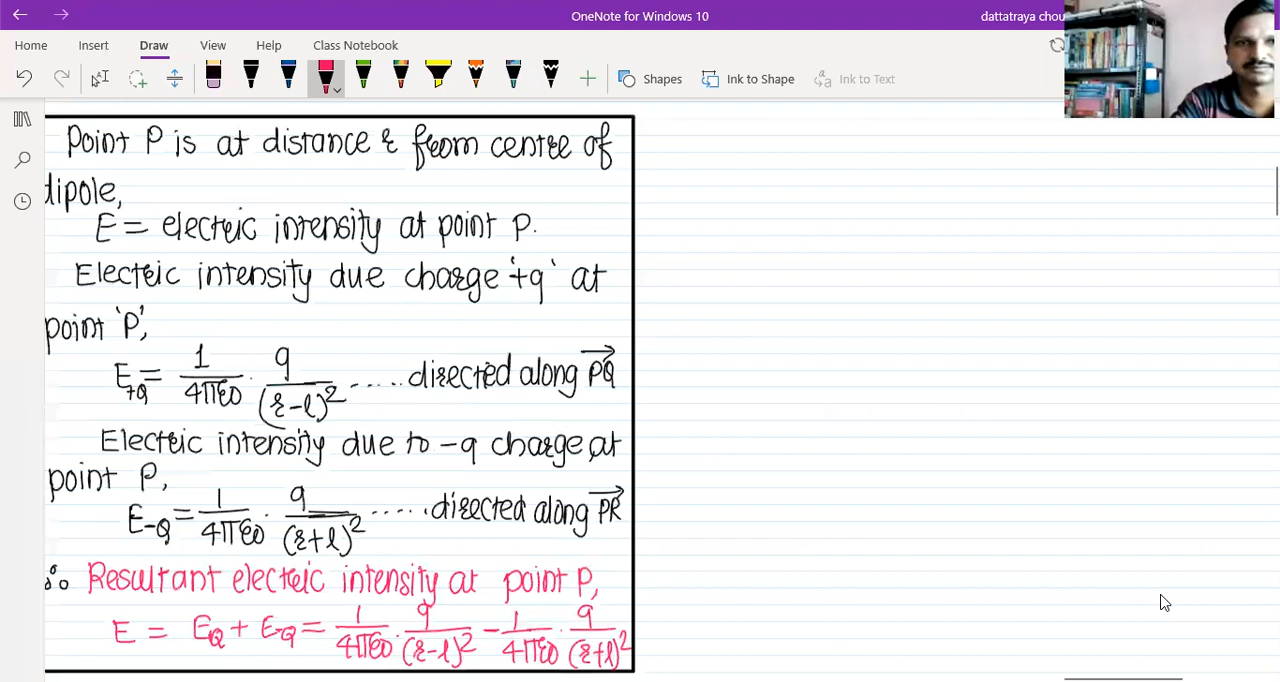 OneNote for Windows 10
dattatraya chou
Home Insert Draw View Help Class Notebook
Shapes Ink to Shape Ink to Text
Point P is at distance r from centre of
dipole,
E = electric intensity at point P.
Electric intensity due charge '+q' at
point 'P',
E+Q = 1/4πε0 . q/(r-l)² ..... directed along PQ⃗
Electric intensity due to -q charge, at
point P,
E-Q = 1/4πε0 . q/(r+l)² ..... directed along PR⃗
∴ Resultant electric intensity at point P,
E = EQ + E-Q = 1/4πε0 . q/(r-l)² - 1/4πε0 . q/(r+l)²